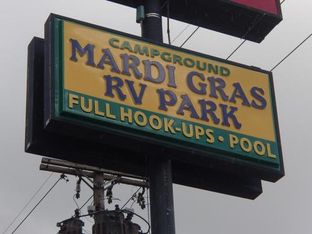 CAMPGROUND
MARDI GRAS
RV PARK
FULL HOOK-UPS • POOL